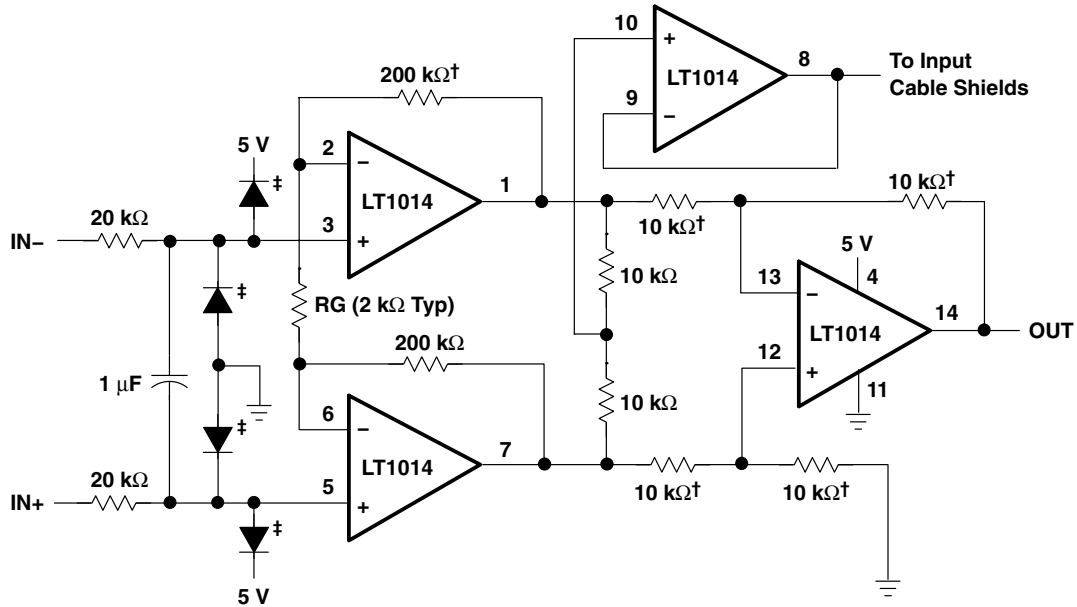 10
+
8
LT1014
To Input
Cable Shields
9
−
200 kΩ†
5 V
‡
2
−
LT1014
1
20 kΩ
IN−
3
+
10 kΩ†
10 kΩ†
10 kΩ
5 V
4
13
−
‡
RG (2 kΩ Typ)
LT1014
14
OUT
200 kΩ
12
+
1 µF
11
10 kΩ
‡
6
−
7
LT1014
20 kΩ
IN+
5
+
10 kΩ†
10 kΩ†
‡
5 V